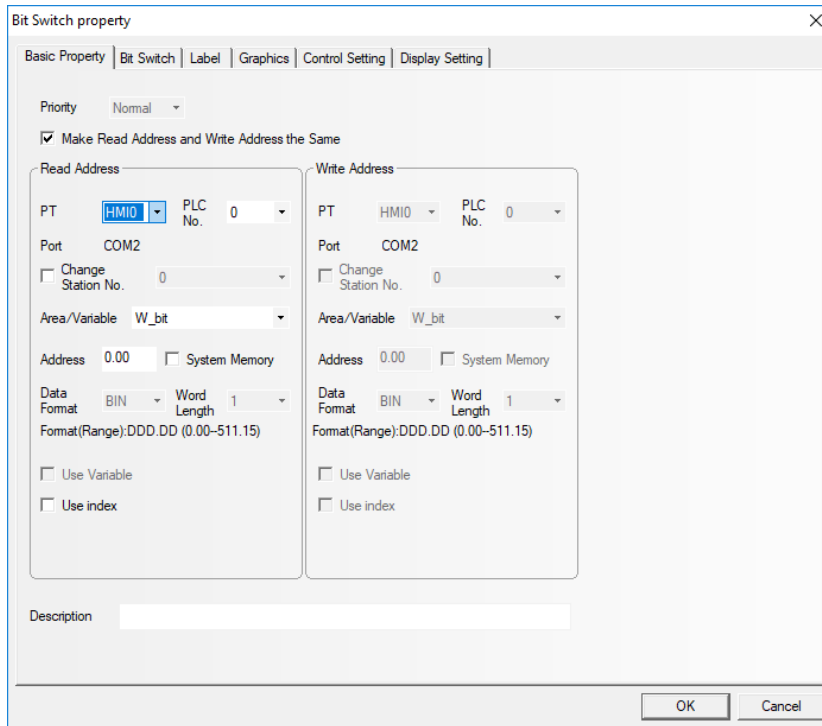 Bit Switch property
Basic Property Bit Switch Label Graphics Control Setting Display Setting
Priority Normal
Make Read Address and Write Address the Same
Read Address
PT HMI0 PLC No. 0
Port COM2
Change Station No. 0
Area/Variable W_bit
Address 0.00 System Memory
Data Format BIN Word Length 1
Format(Range):DDD.DD (0.00--511.15)
Use Variable
Use index
Write Address
PT HMI0 PLC No. 0
Port COM2
Change Station No. 0
Area/Variable W_bit
Address 0.00 System Memory
Data Format BIN Word Length 1
Format(Range):DDD.DD (0.00--511.15)
Use Variable
Use index
Description
OK Cancel